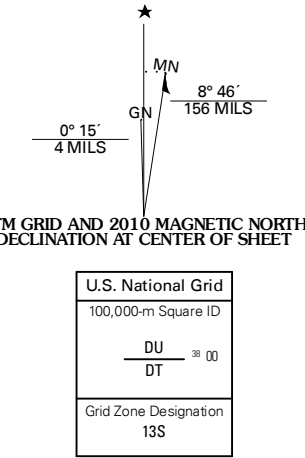 MN
8° 46´
156 MILS
GN
0° 15´
4 MILS
TM GRID AND 2010 MAGNETIC NORTH
DECLINATION AT CENTER OF SHEET
U.S. National Grid
100,000-m Square ID
DU
38 00
DT
Grid Zone Designation
13S